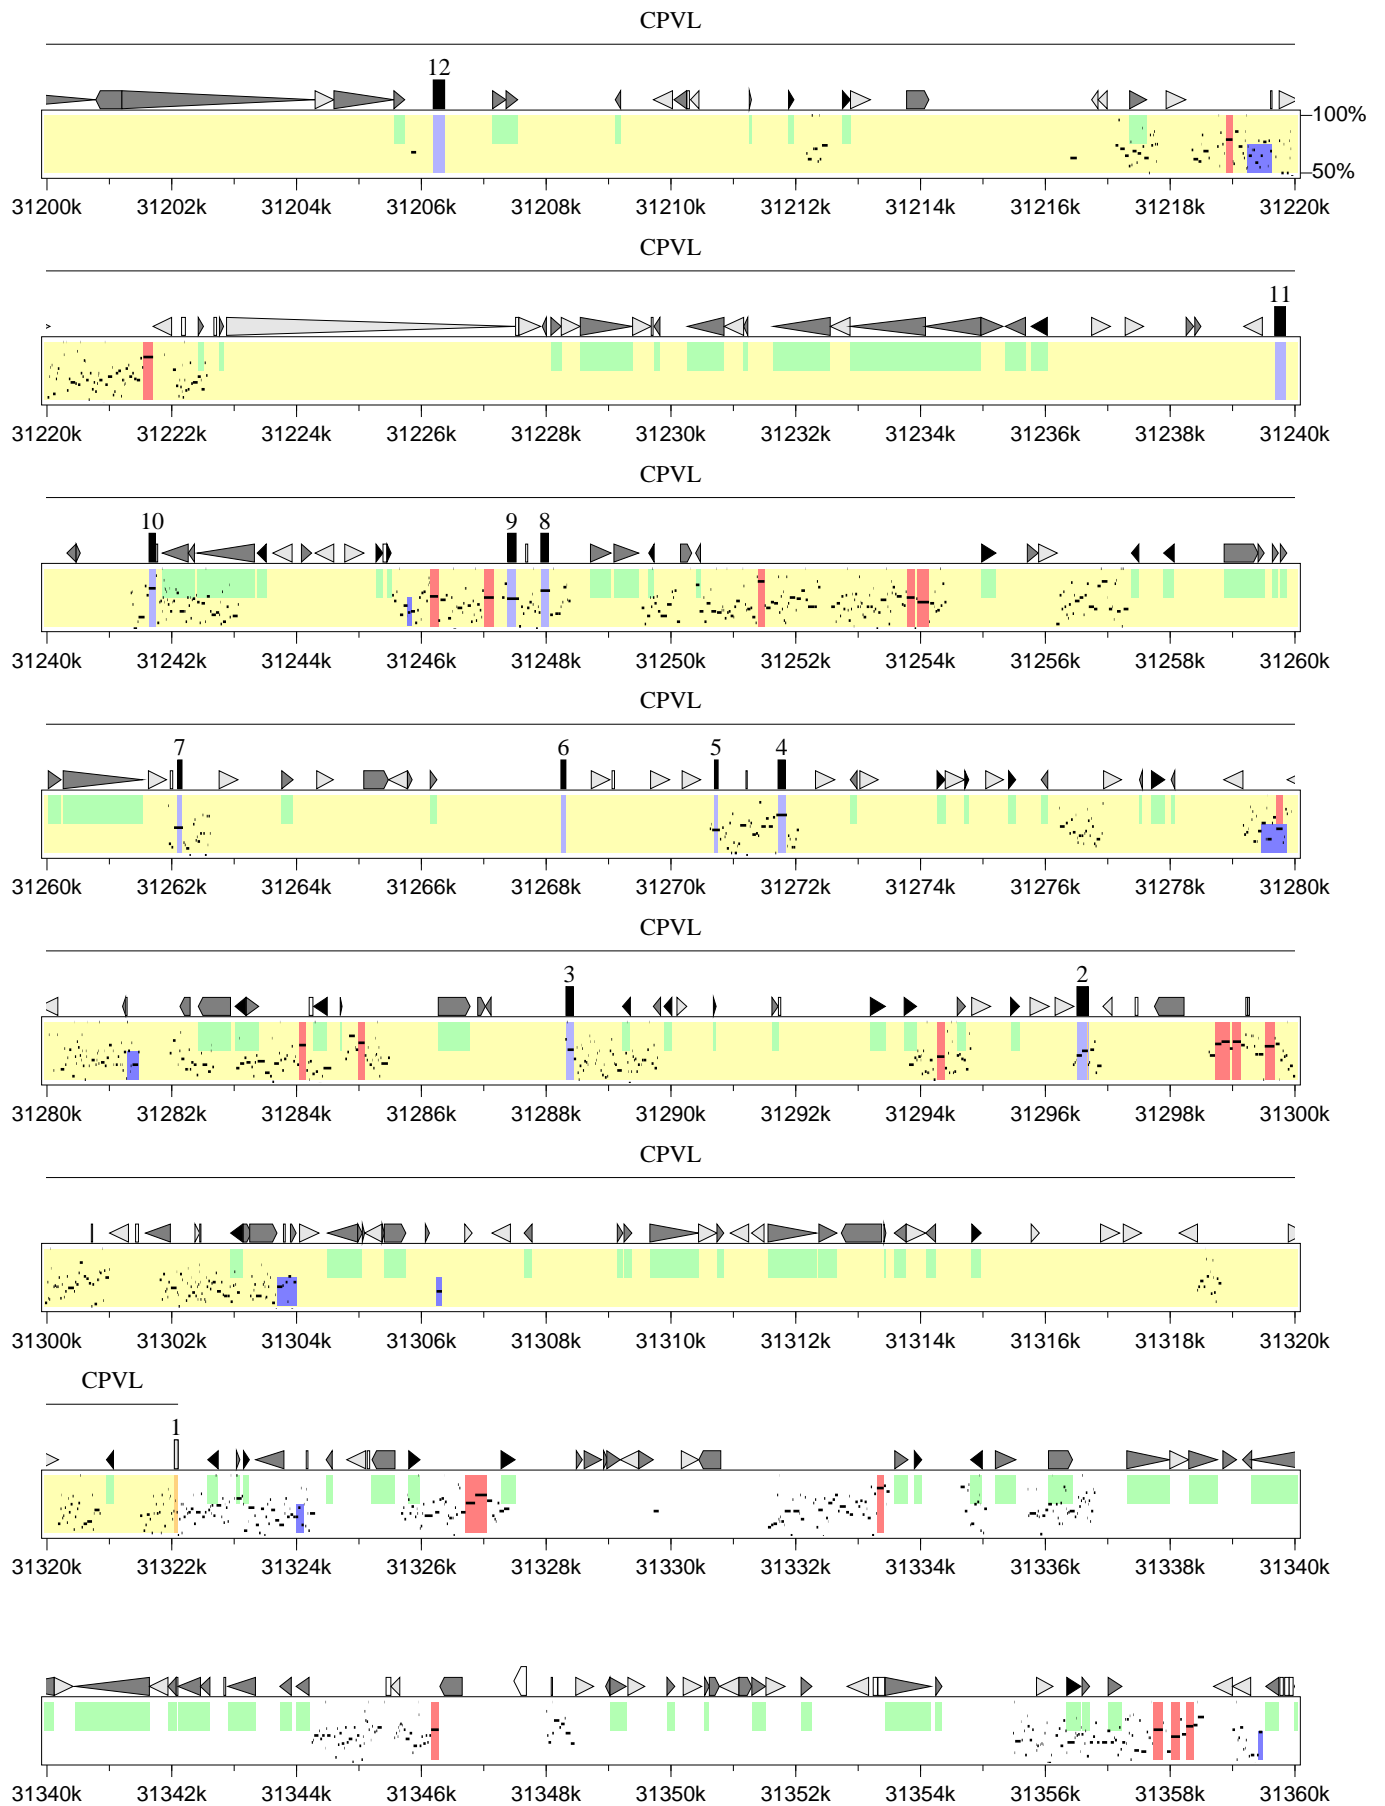 CPVL
12
100%
50%
31200k 31202k 31204k 31206k 31208k 31210k 31212k 31214k 31216k 31218k 31220k
CPVL
11
31220k 31222k 31224k 31226k 31228k 31230k 31232k 31234k 31236k 31238k 31240k
CPVL
10 9 8
31240k 31242k 31244k 31246k 31248k 31250k 31252k 31254k 31256k 31258k 31260k
CPVL
7 6 5 4
31260k 31262k 31264k 31266k 31268k 31270k 31272k 31274k 31276k 31278k 31280k
CPVL
3 2
31280k 31282k 31284k 31286k 31288k 31290k 31292k 31294k 31296k 31298k 31300k
CPVL
31300k 31302k 31304k 31306k 31308k 31310k 31312k 31314k 31316k 31318k 31320k
CPVL
1
31320k 31322k 31324k 31326k 31328k 31330k 31332k 31334k 31336k 31338k 31340k
31340k 31342k 31344k 31346k 31348k 31350k 31352k 31354k 31356k 31358k 31360k